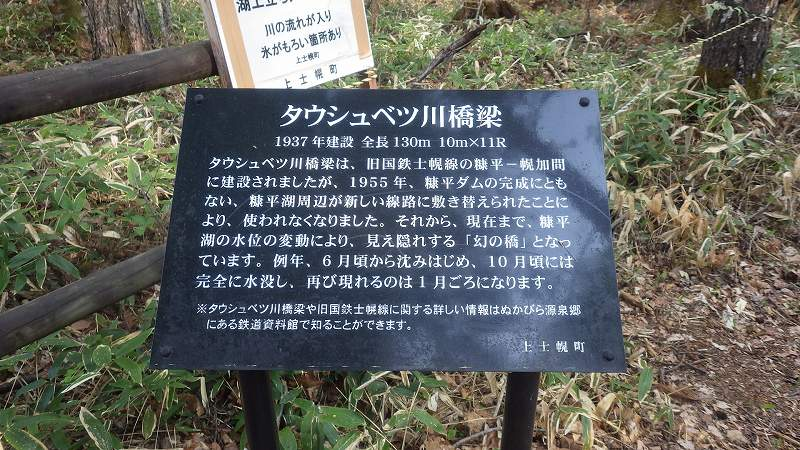 川の流れが入り
氷がもろい箇所あり
上士幌町
上士幌町
タウシュベツ川橋梁
1937年建設 全長130m 10m×11R
タウシュベツ川橋梁は、旧国鉄士幌線の糠平－幌加間
に建設されましたが、1955年、糠平ダムの完成にとも
ない、糠平湖周辺が新しい線路に敷き替えられたことに
より、使われなくなりました。それから、現在まで、糠平
湖の水位の変動により、見え隠れする「幻の橋」となっ
ています。例年、6月頃から沈みはじめ、10月頃には
完全に水没し、再び現れるのは1月ごろになります。
※タウシュベツ川橋梁や旧国鉄士幌線に関する詳しい情報はぬかびら源泉郷
にある鉄道資料館で知ることができます。
上士幌町